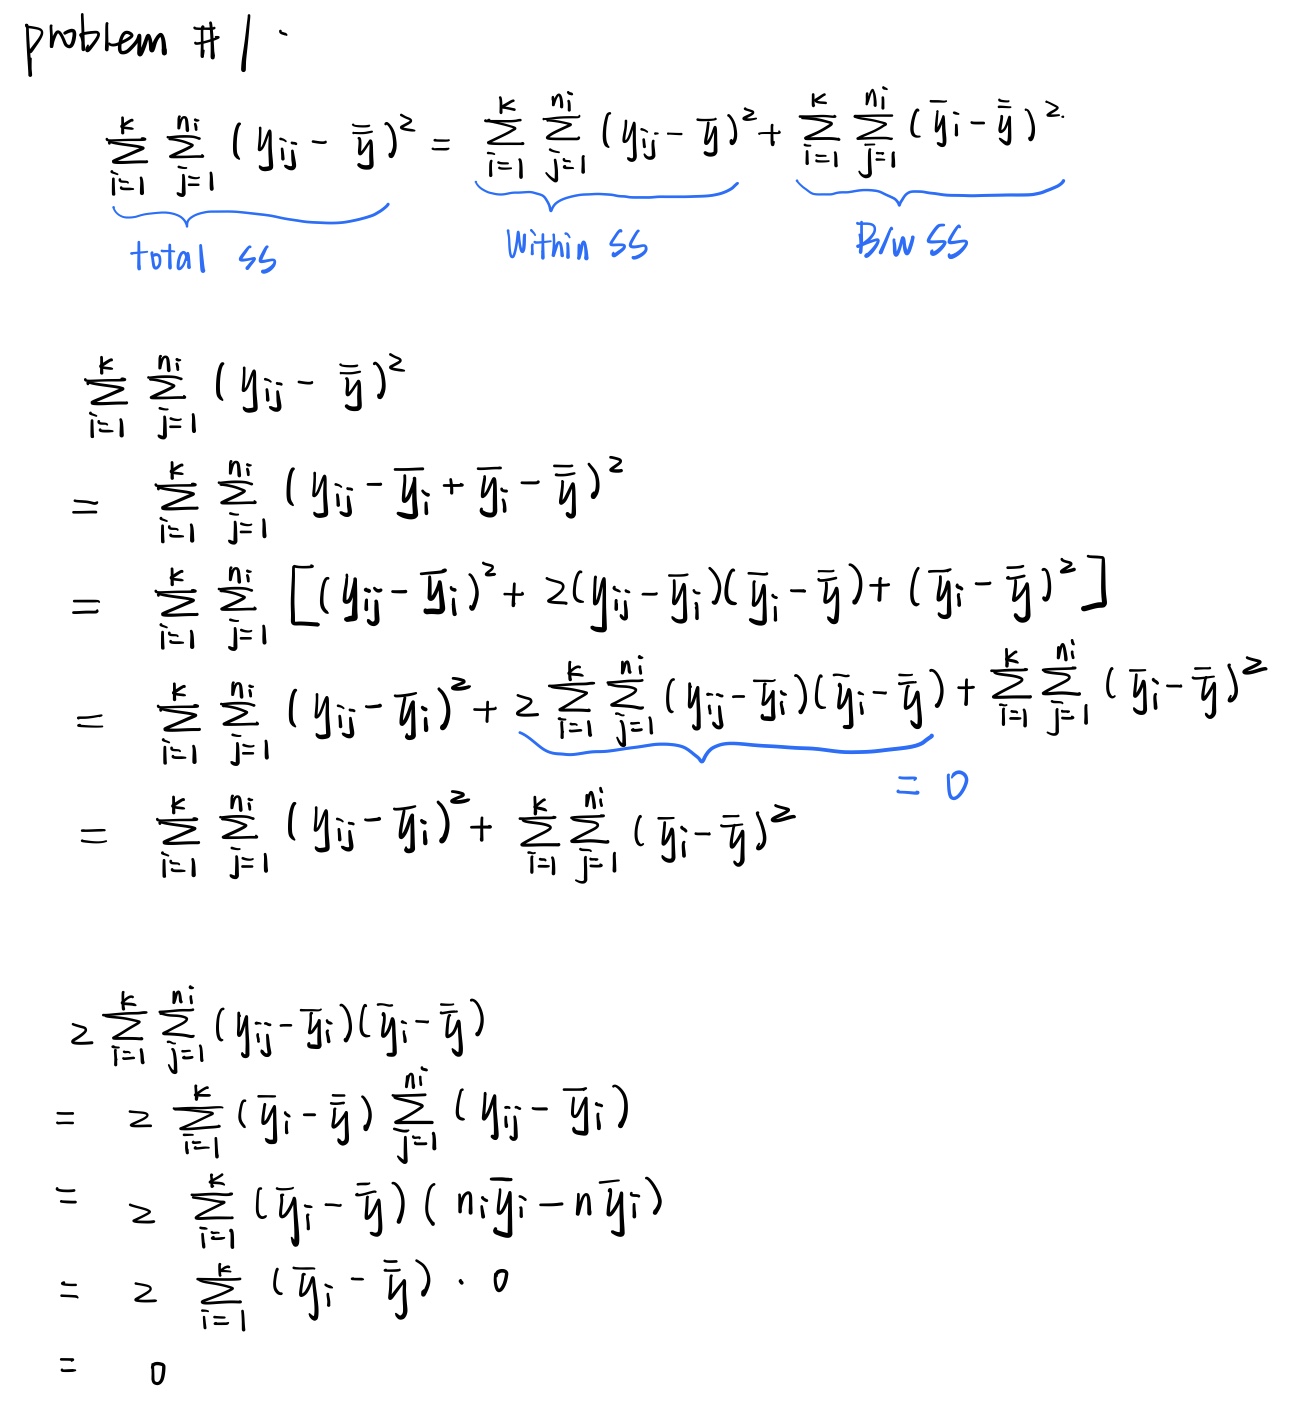 problem #1.
$\sum_{i=1}^{k} \sum_{j=1}^{n_i} (y_{ij} - \bar{\bar{y}})^2 = \sum_{i=1}^{k} \sum_{j=1}^{n_i} (y_{ij} - \bar{y})^2 + \sum_{i=1}^{k} \sum_{j=1}^{n_i} (\bar{y}_i - \bar{\bar{y}})^2$
total SS Within SS B/w SS
$\sum_{i=1}^{k} \sum_{j=1}^{n_i} (y_{ij} - \bar{\bar{y}})^2$
$= \sum_{i=1}^{k} \sum_{j=1}^{n_i} (y_{ij} - \bar{y}_i + \bar{y}_i - \bar{\bar{y}})^2$
$= \sum_{i=1}^{k} \sum_{j=1}^{n_i} [(y_{ij} - \bar{y}_i)^2 + 2(y_{ij} - \bar{y}_i)(\bar{y}_i - \bar{\bar{y}}) + (\bar{y}_i - \bar{\bar{y}})^2]$
$= \sum_{i=1}^{k} \sum_{j=1}^{n_i} (y_{ij} - \bar{y}_i)^2 + 2 \sum_{i=1}^{k} \sum_{j=1}^{n_i} (y_{ij} - \bar{y}_i)(\bar{y}_i - \bar{\bar{y}}) + \sum_{i=1}^{k} \sum_{j=1}^{n_i} (\bar{y}_i - \bar{\bar{y}})^2$
$= 0$
$= \sum_{i=1}^{k} \sum_{j=1}^{n_i} (y_{ij} - \bar{y}_i)^2 + \sum_{i=1}^{k} \sum_{j=1}^{n_i} (\bar{y}_i - \bar{\bar{y}})^2$
$2 \sum_{i=1}^{k} \sum_{j=1}^{n_i} (y_{ij} - \bar{y}_i)(\bar{y}_i - \bar{\bar{y}})$
$= 2 \sum_{i=1}^{k} (\bar{y}_i - \bar{\bar{y}}) \sum_{j=1}^{n_i} (y_{ij} - \bar{y}_i)$
$= 2 \sum_{i=1}^{k} (\bar{y}_i - \bar{\bar{y}}) (n_i \bar{y}_i - n \bar{y}_i)$
$= 2 \sum_{i=1}^{k} (\bar{y}_i - \bar{\bar{y}}) \cdot 0$
$= 0$